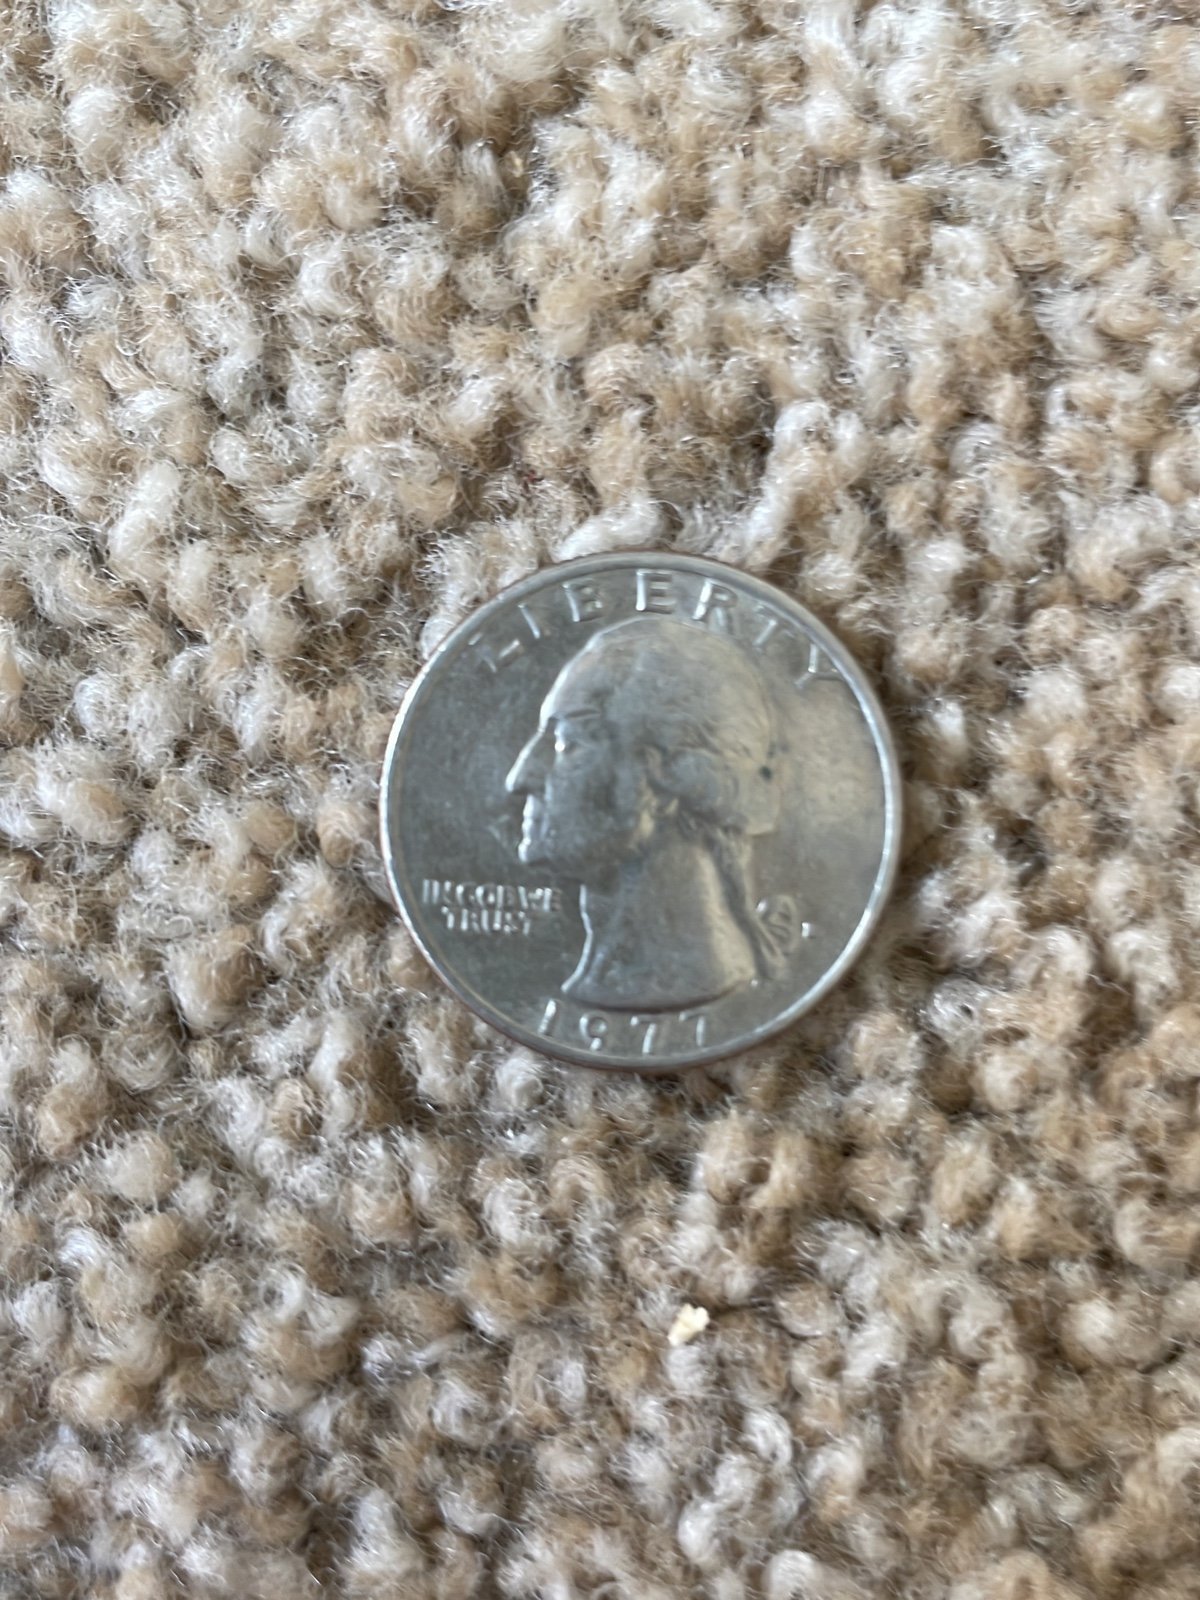 LIBERTY
IN GOD WE
TRUST
1977